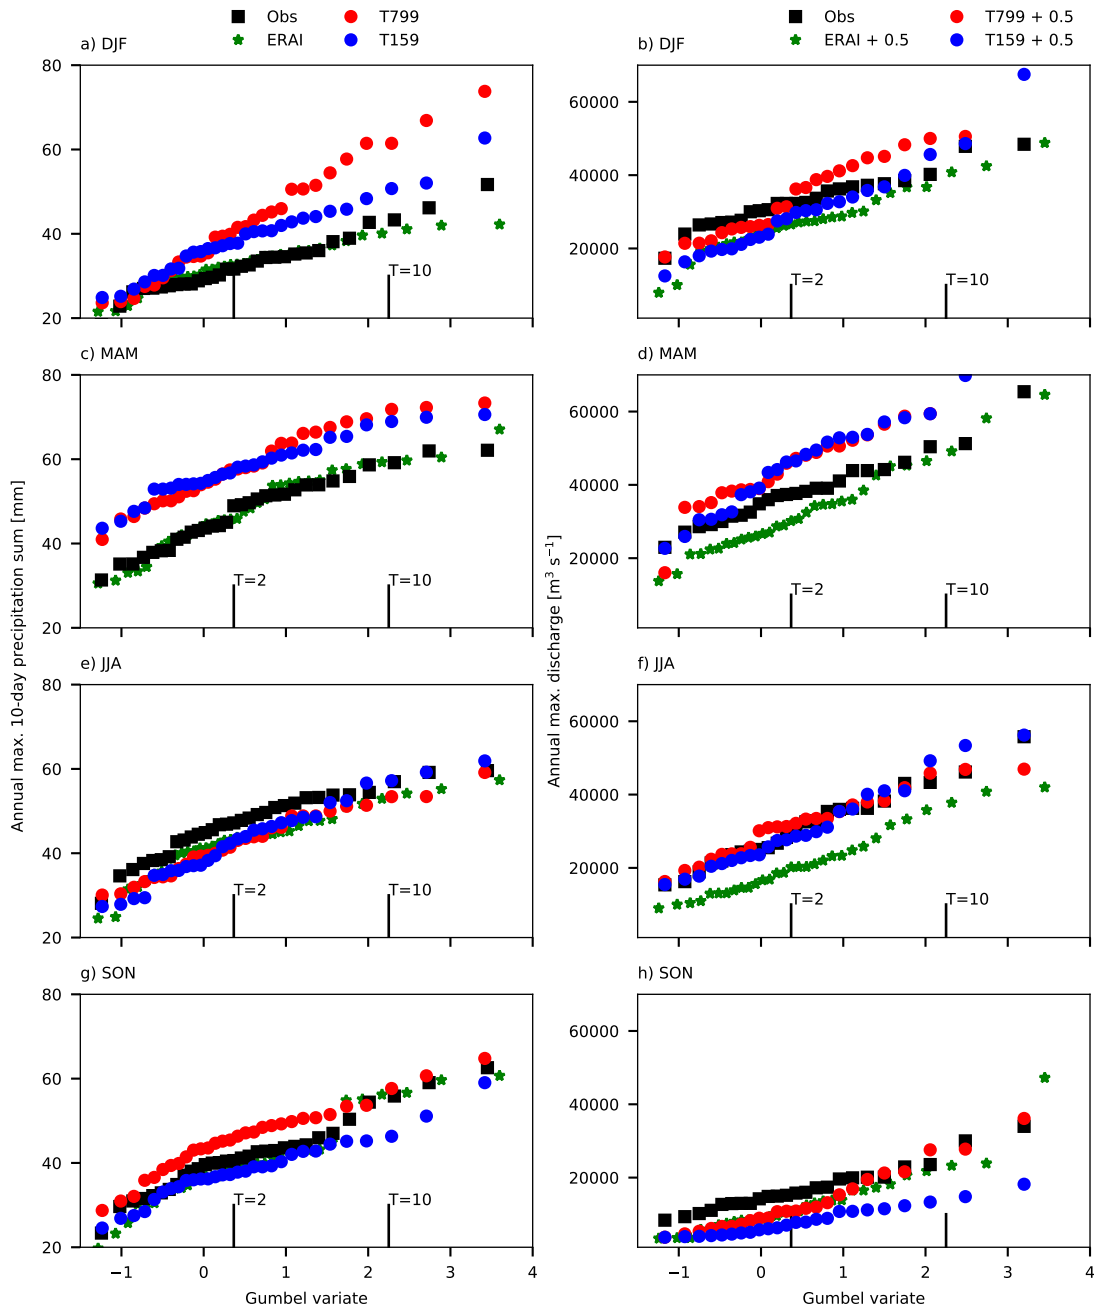 Obs
ERAI
T799
T159
Obs
ERAI + 0.5
T799 + 0.5
T159 + 0.5
a) DJF
80
60
40
20
T=10
b) DJF
60000
40000
20000
T=2
T=10
c) MAM
80
60
40
20
T=2
T=10
d) MAM
60000
40000
20000
T=2
T=10
e) JJA
80
60
40
20
T=2
T=10
f) JJA
60000
40000
20000
T=2
T=10
g) SON
80
60
40
20
T=2
T=10
−1 0 1 2 3 4
Gumbel variate
h) SON
60000
40000
20000
−1 0 1 2 3 4
Gumbel variate
Annual max. 10-day precipitation sum [mm]
Annual max. discharge [m³ s⁻¹]